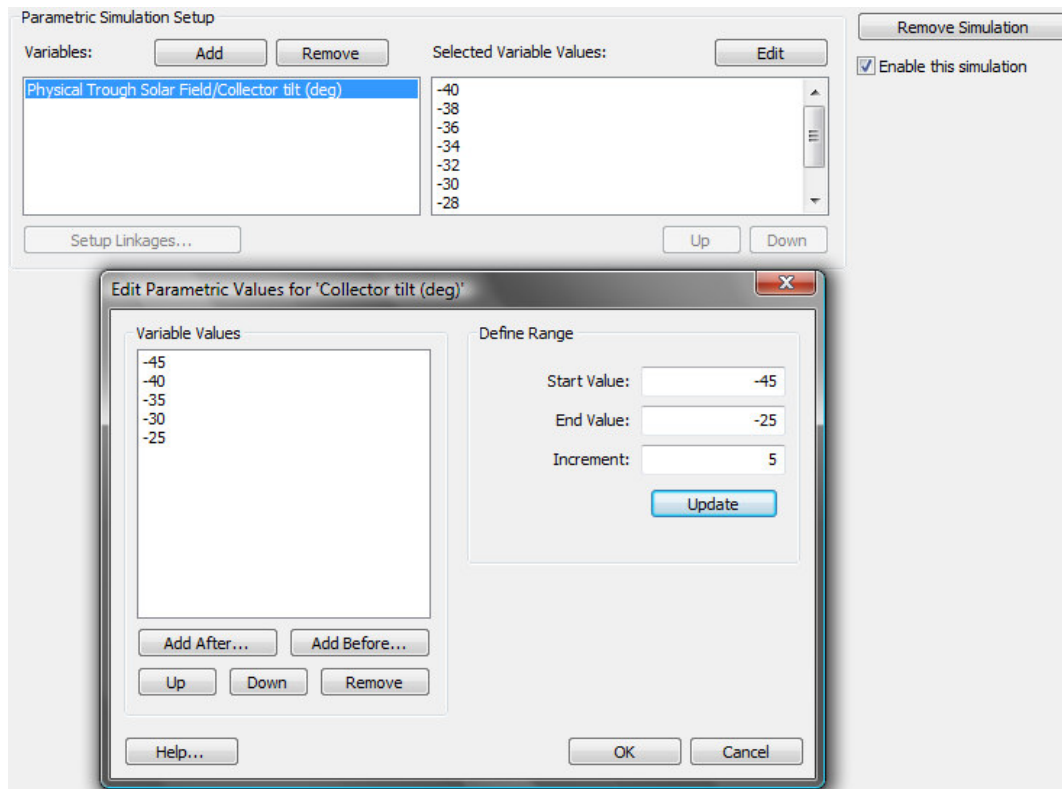 Parametric Simulation Setup
Remove Simulation
Variables:
Add
Remove
Selected Variable Values:
Edit
Enable this simulation
Physical Trough Solar Field/Collector tilt (deg)
-40
-38
-36
-34
-32
-30
-28
Setup Linkages...
Up
Down
Edit Parametric Values for 'Collector tilt (deg)'
Variable Values
-45
-40
-35
-30
-25
Define Range
Start Value:
-45
End Value:
-25
Increment:
5
Update
Add After...
Add Before...
Up
Down
Remove
Help...
OK
Cancel